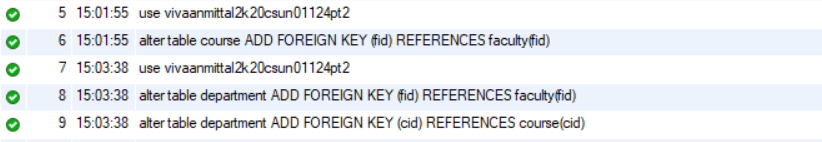 5 15:01:55 use vivaanmittal2k20csun01124pt2
6 15:01:55 alter table course ADD FOREIGN KEY (fid) REFERENCES faculty(fid)
7 15:03:38 use vivaanmittal2k20csun01124pt2
8 15:03:38 alter table department ADD FOREIGN KEY (fid) REFERENCES faculty(fid)
9 15:03:38 alter table department ADD FOREIGN KEY (cid) REFERENCES course(cid)